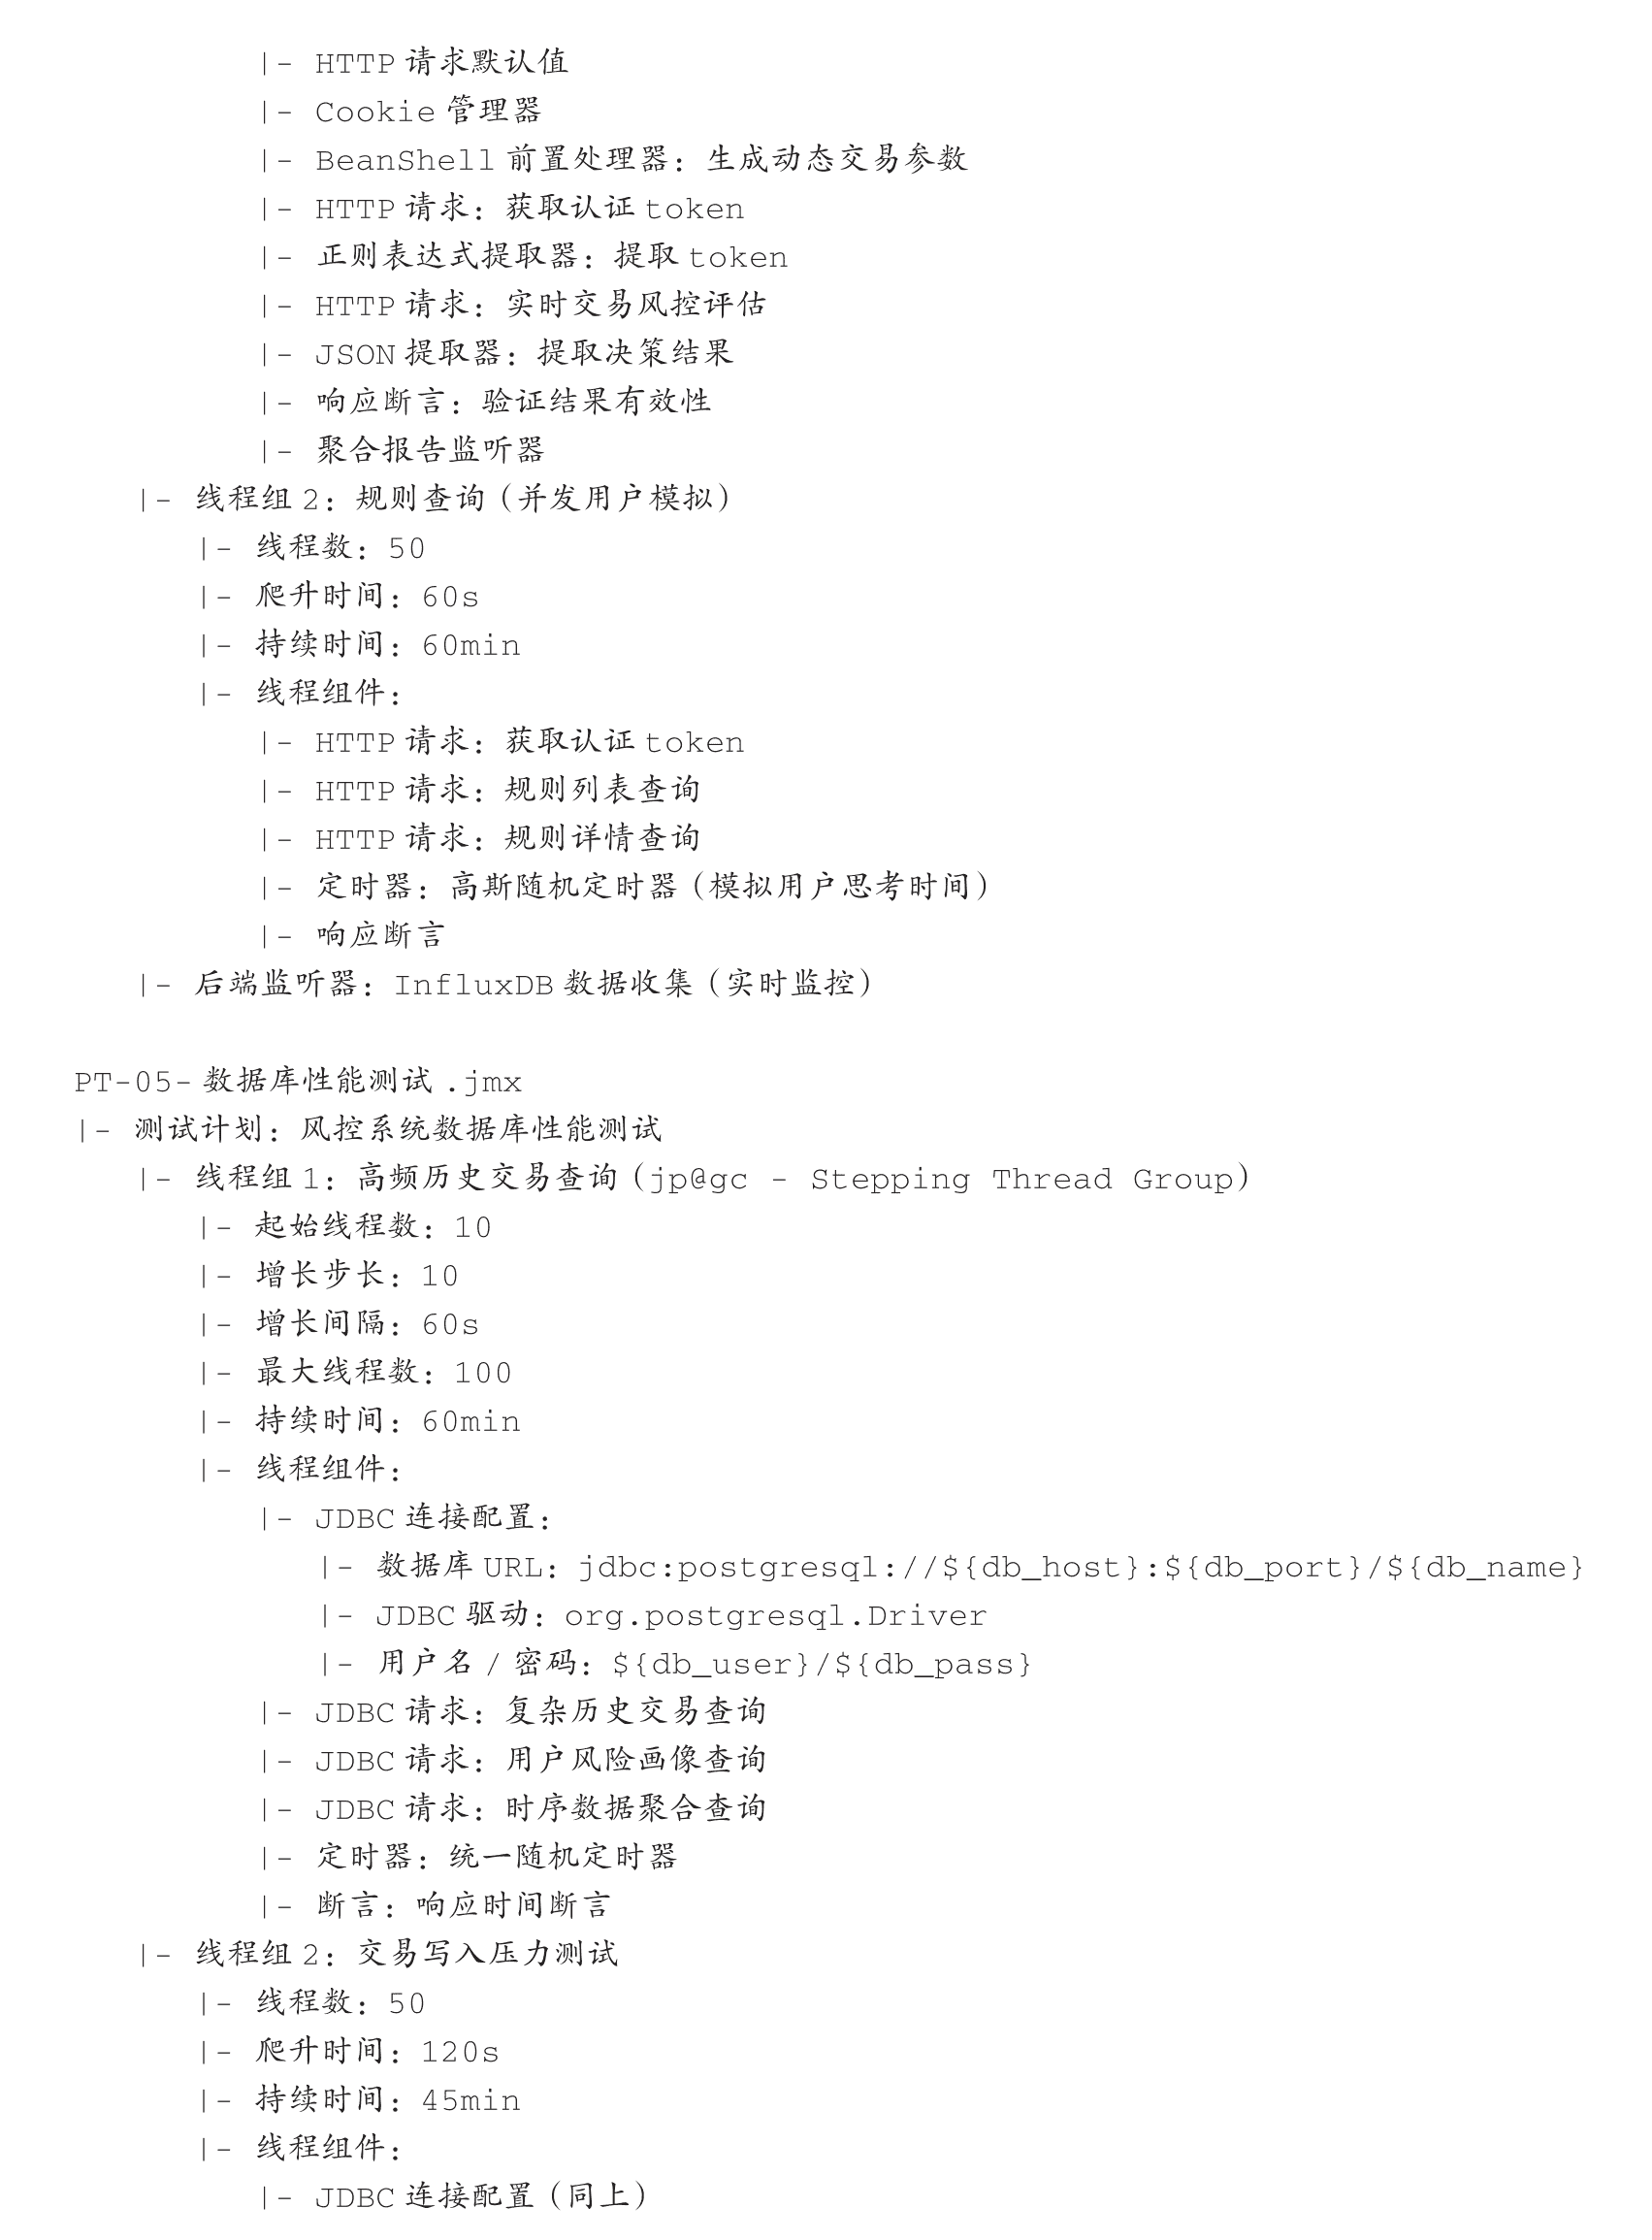 |- HTTP 请求默认值
|- Cookie 管理器
|- BeanShell 前置处理器：生成动态交易参数
|- HTTP 请求：获取认证 token
|- 正则表达式提取器：提取 token
|- HTTP 请求：实时交易风控评估
|- JSON 提取器：提取决策结果
|- 响应断言：验证结果有效性
|- 聚合报告监听器
|- 线程组 2：规则查询（并发用户模拟）
|- 线程数：50
|- 爬升时间：60s
|- 持续时间：60min
|- 线程组件：
|- HTTP 请求：获取认证 token
|- HTTP 请求：规则列表查询
|- HTTP 请求：规则详情查询
|- 定时器：高斯随机定时器（模拟用户思考时间）
|- 响应断言
|- 后端监听器：InfluxDB 数据收集（实时监控）
PT-05-数据库性能测试.jmx
|- 测试计划：风控系统数据库性能测试
|- 线程组 1：高频历史交易查询（jp@gc - Stepping Thread Group）
|- 起始线程数：10
|- 增长步长：10
|- 增长间隔：60s
|- 最大线程数：100
|- 持续时间：60min
|- 线程组件：
|- JDBC 连接配置：
|- 数据库 URL：jdbc:postgresql://${db_host}:${db_port}/${db_name}
|- JDBC 驱动：org.postgresql.Driver
|- 用户名 / 密码：${db_user}/${db_pass}
|- JDBC 请求：复杂历史交易查询
|- JDBC 请求：用户风险画像查询
|- JDBC 请求：时序数据聚合查询
|- 定时器：统一随机定时器
|- 断言：响应时间断言
|- 线程组 2：交易写入压力测试
|- 线程数：50
|- 爬升时间：120s
|- 持续时间：45min
|- 线程组件：
|- JDBC 连接配置（同上）